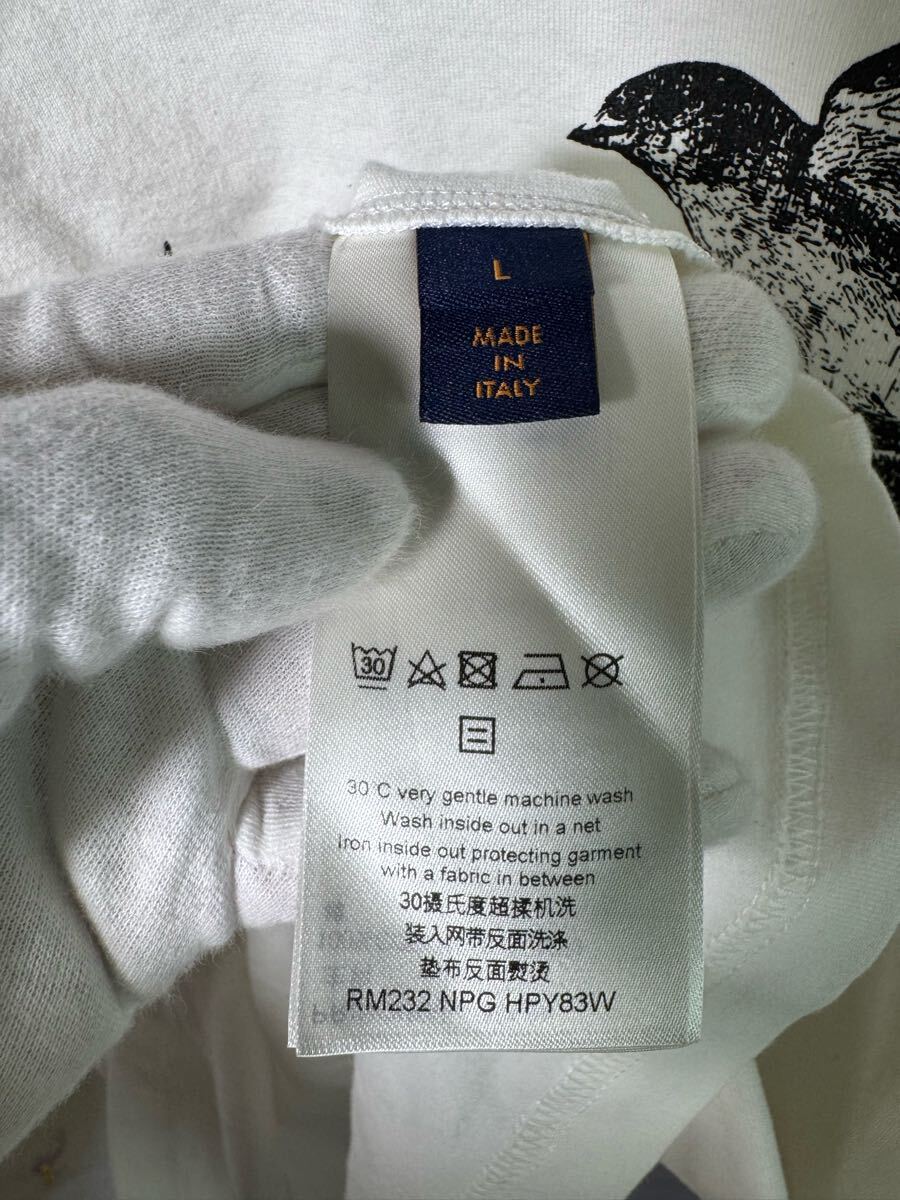 L
MADE
IN
ITALY
30
30°C very gentle machine wash
Wash inside out in a net
Iron inside out protecting garment
with a fabric in between
30摄氏度超揉机洗
装入网带反面洗涤
垫布反面熨烫
RM232 NPG HPY83W